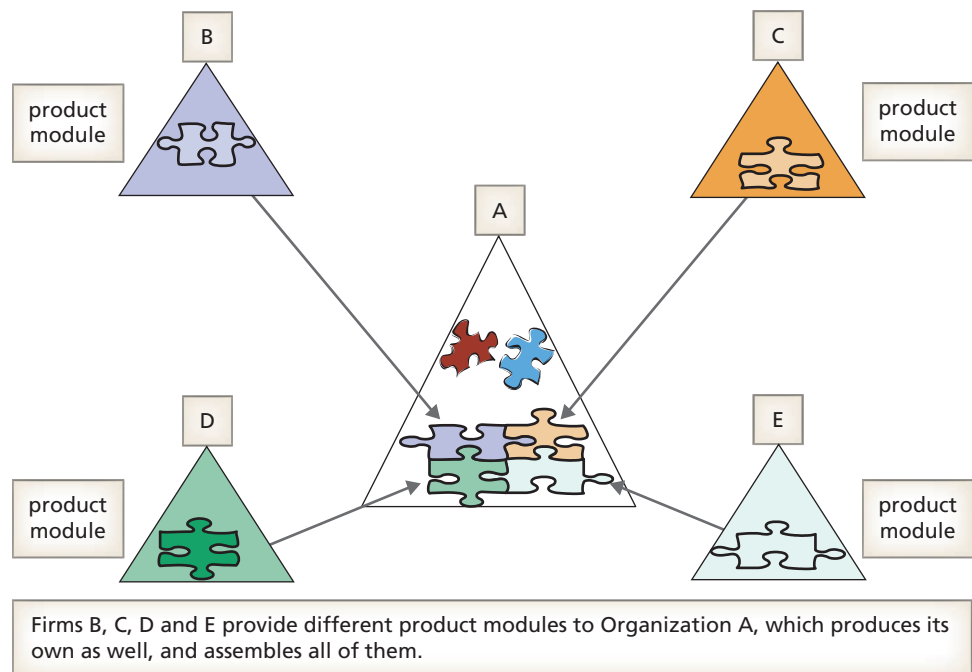 B
C
product
module
product
module
A
D
E
product
module
product
module
Firms B, C, D and E provide different product modules to Organization A, which produces its
own as well, and assembles all of them.